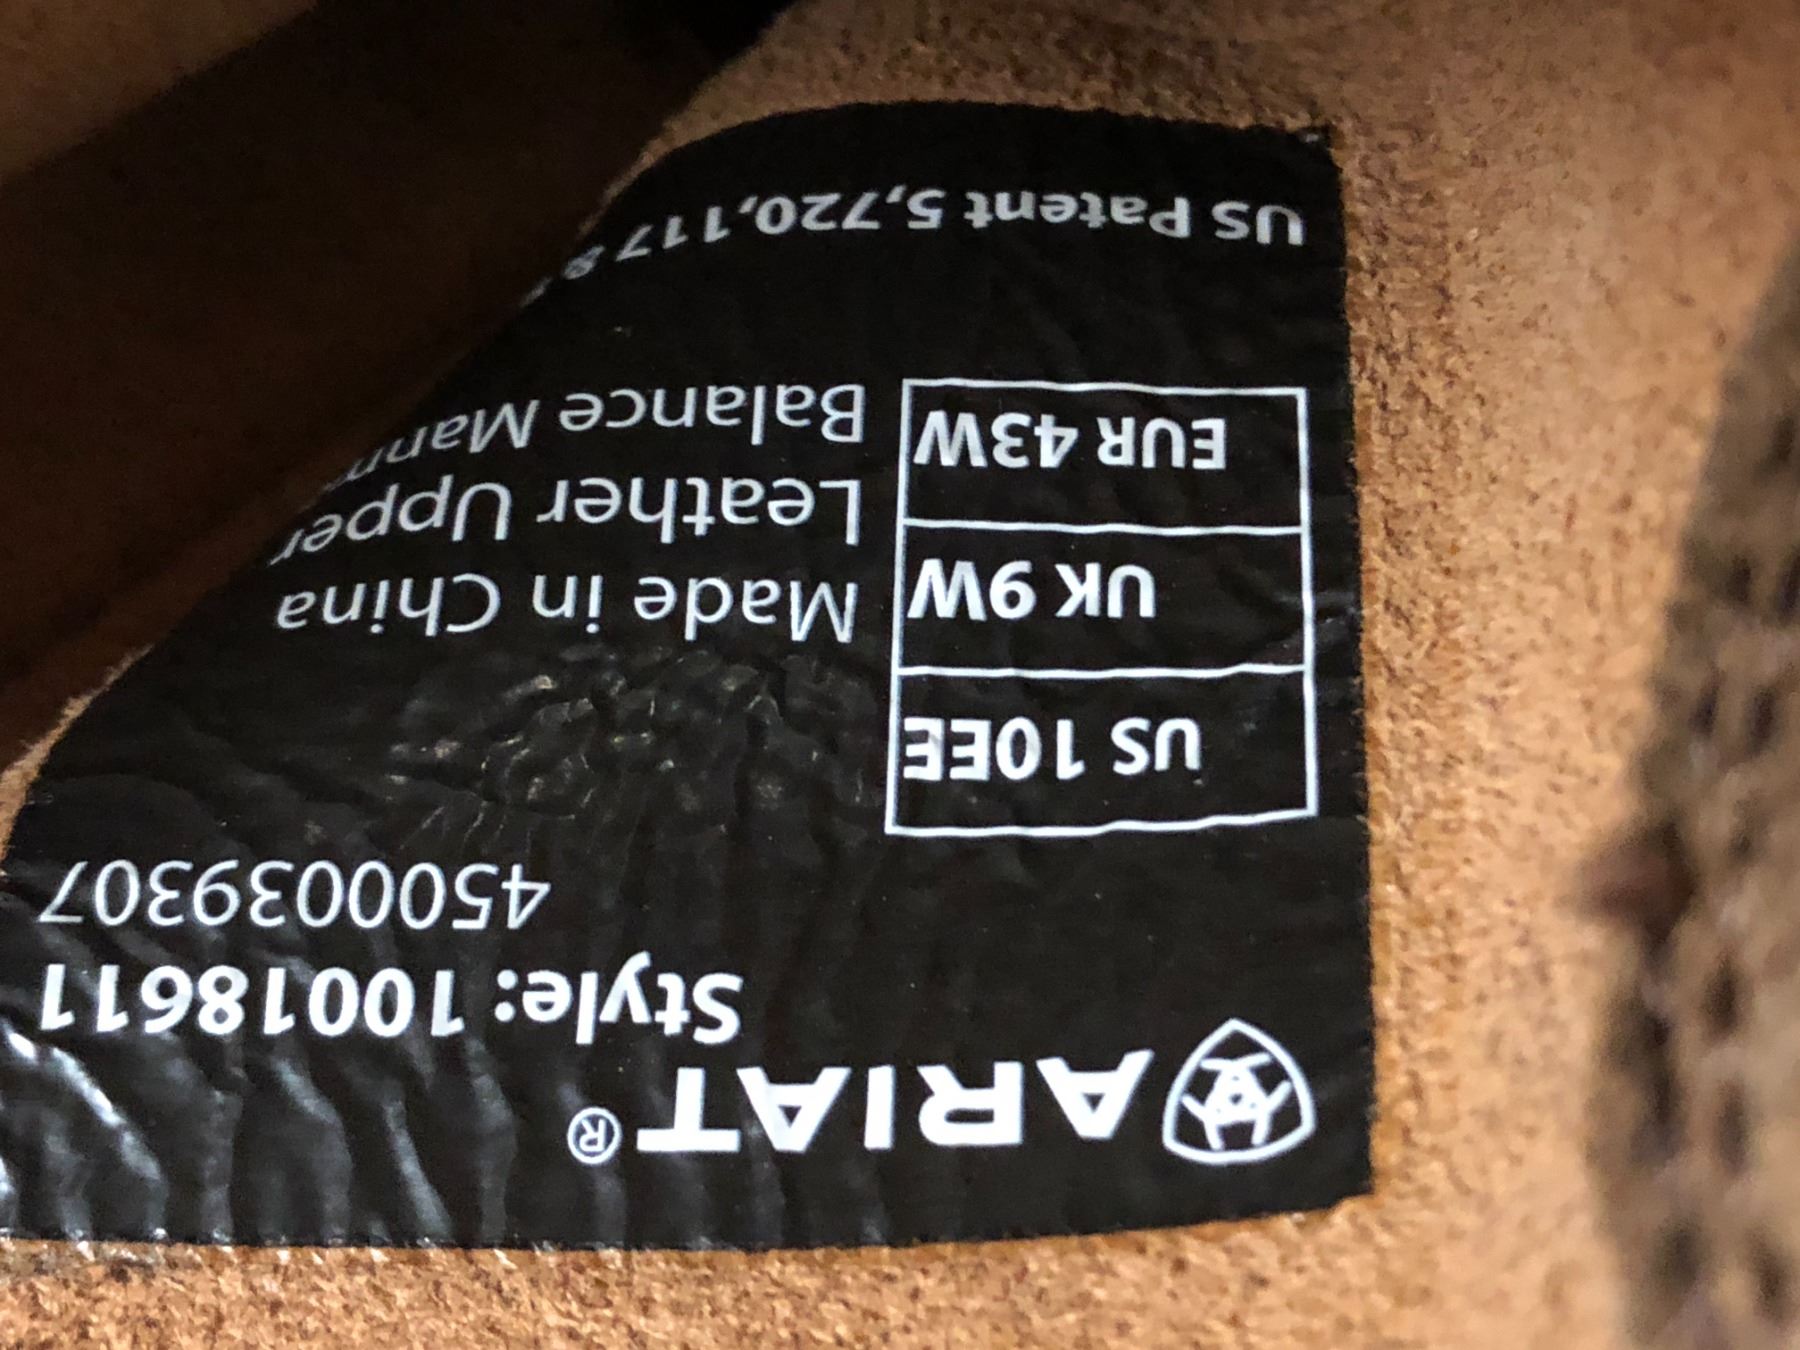 ARIAT®
Style: 10018611
4500039307
US 10EE
UK 9W
EUR 43W
Made in China
Leather Upper
Balance
US Patent 5,720,117 &